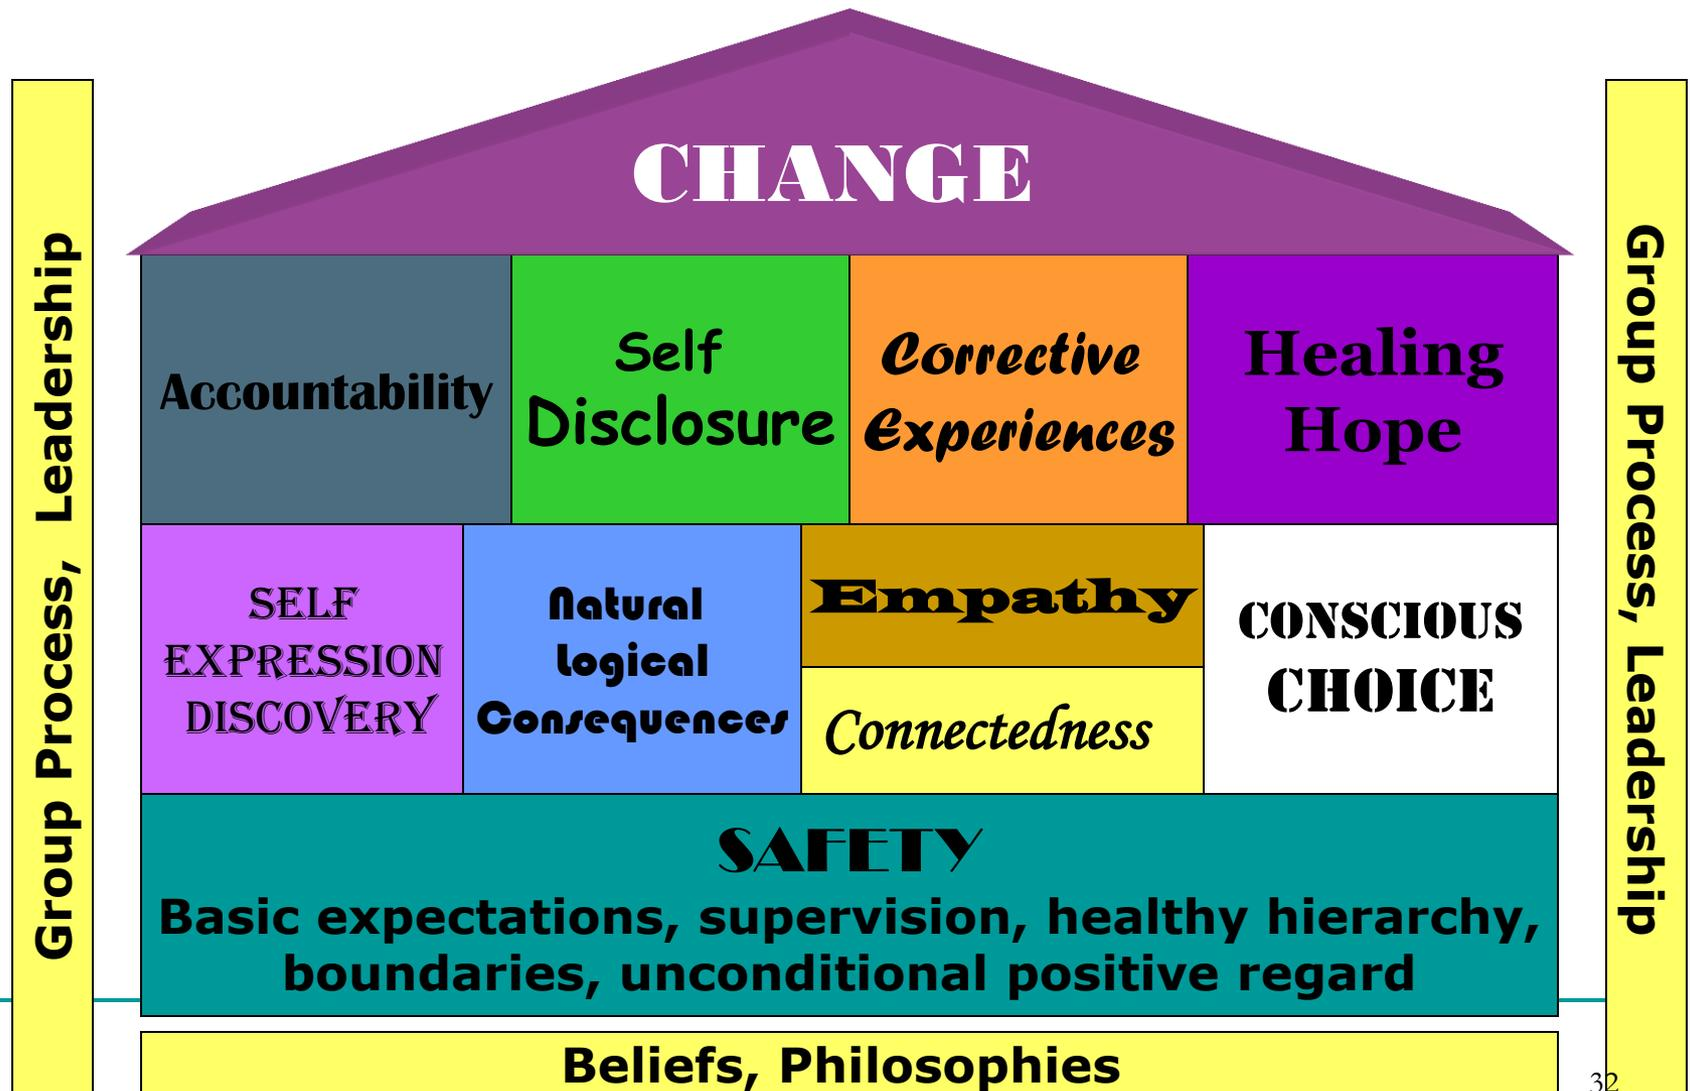 CHANGE
Group Process, Leadership
Accountability
Self
Disclosure
Corrective
Experiences
Healing
Hope
Group Process, Leadership
SELF
EXPRESSION
DISCOVERY
Natural
Logical
Consequences
Empathy
Connectedness
CONSCIOUS
CHOICE
SAFETY
Basic expectations, supervision, healthy hierarchy,
boundaries, unconditional positive regard
Beliefs, Philosophies
32